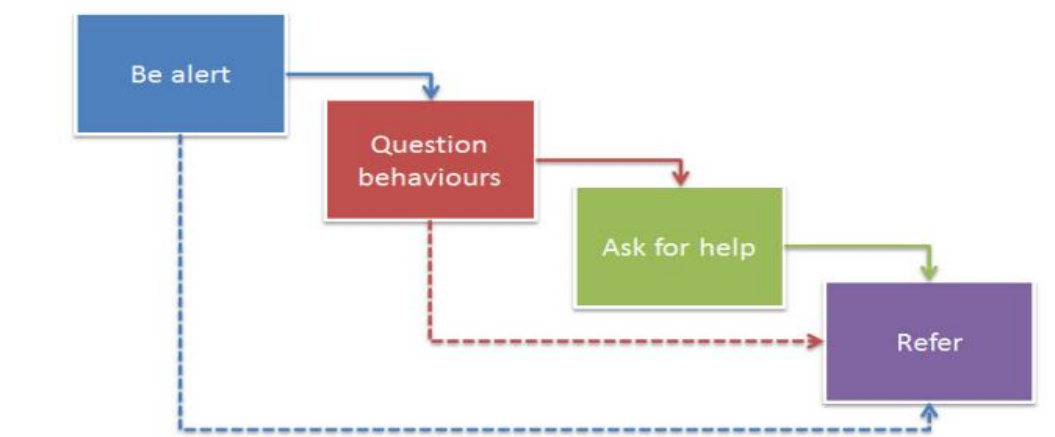 Be alert
Question
behaviours
Ask for help
Refer